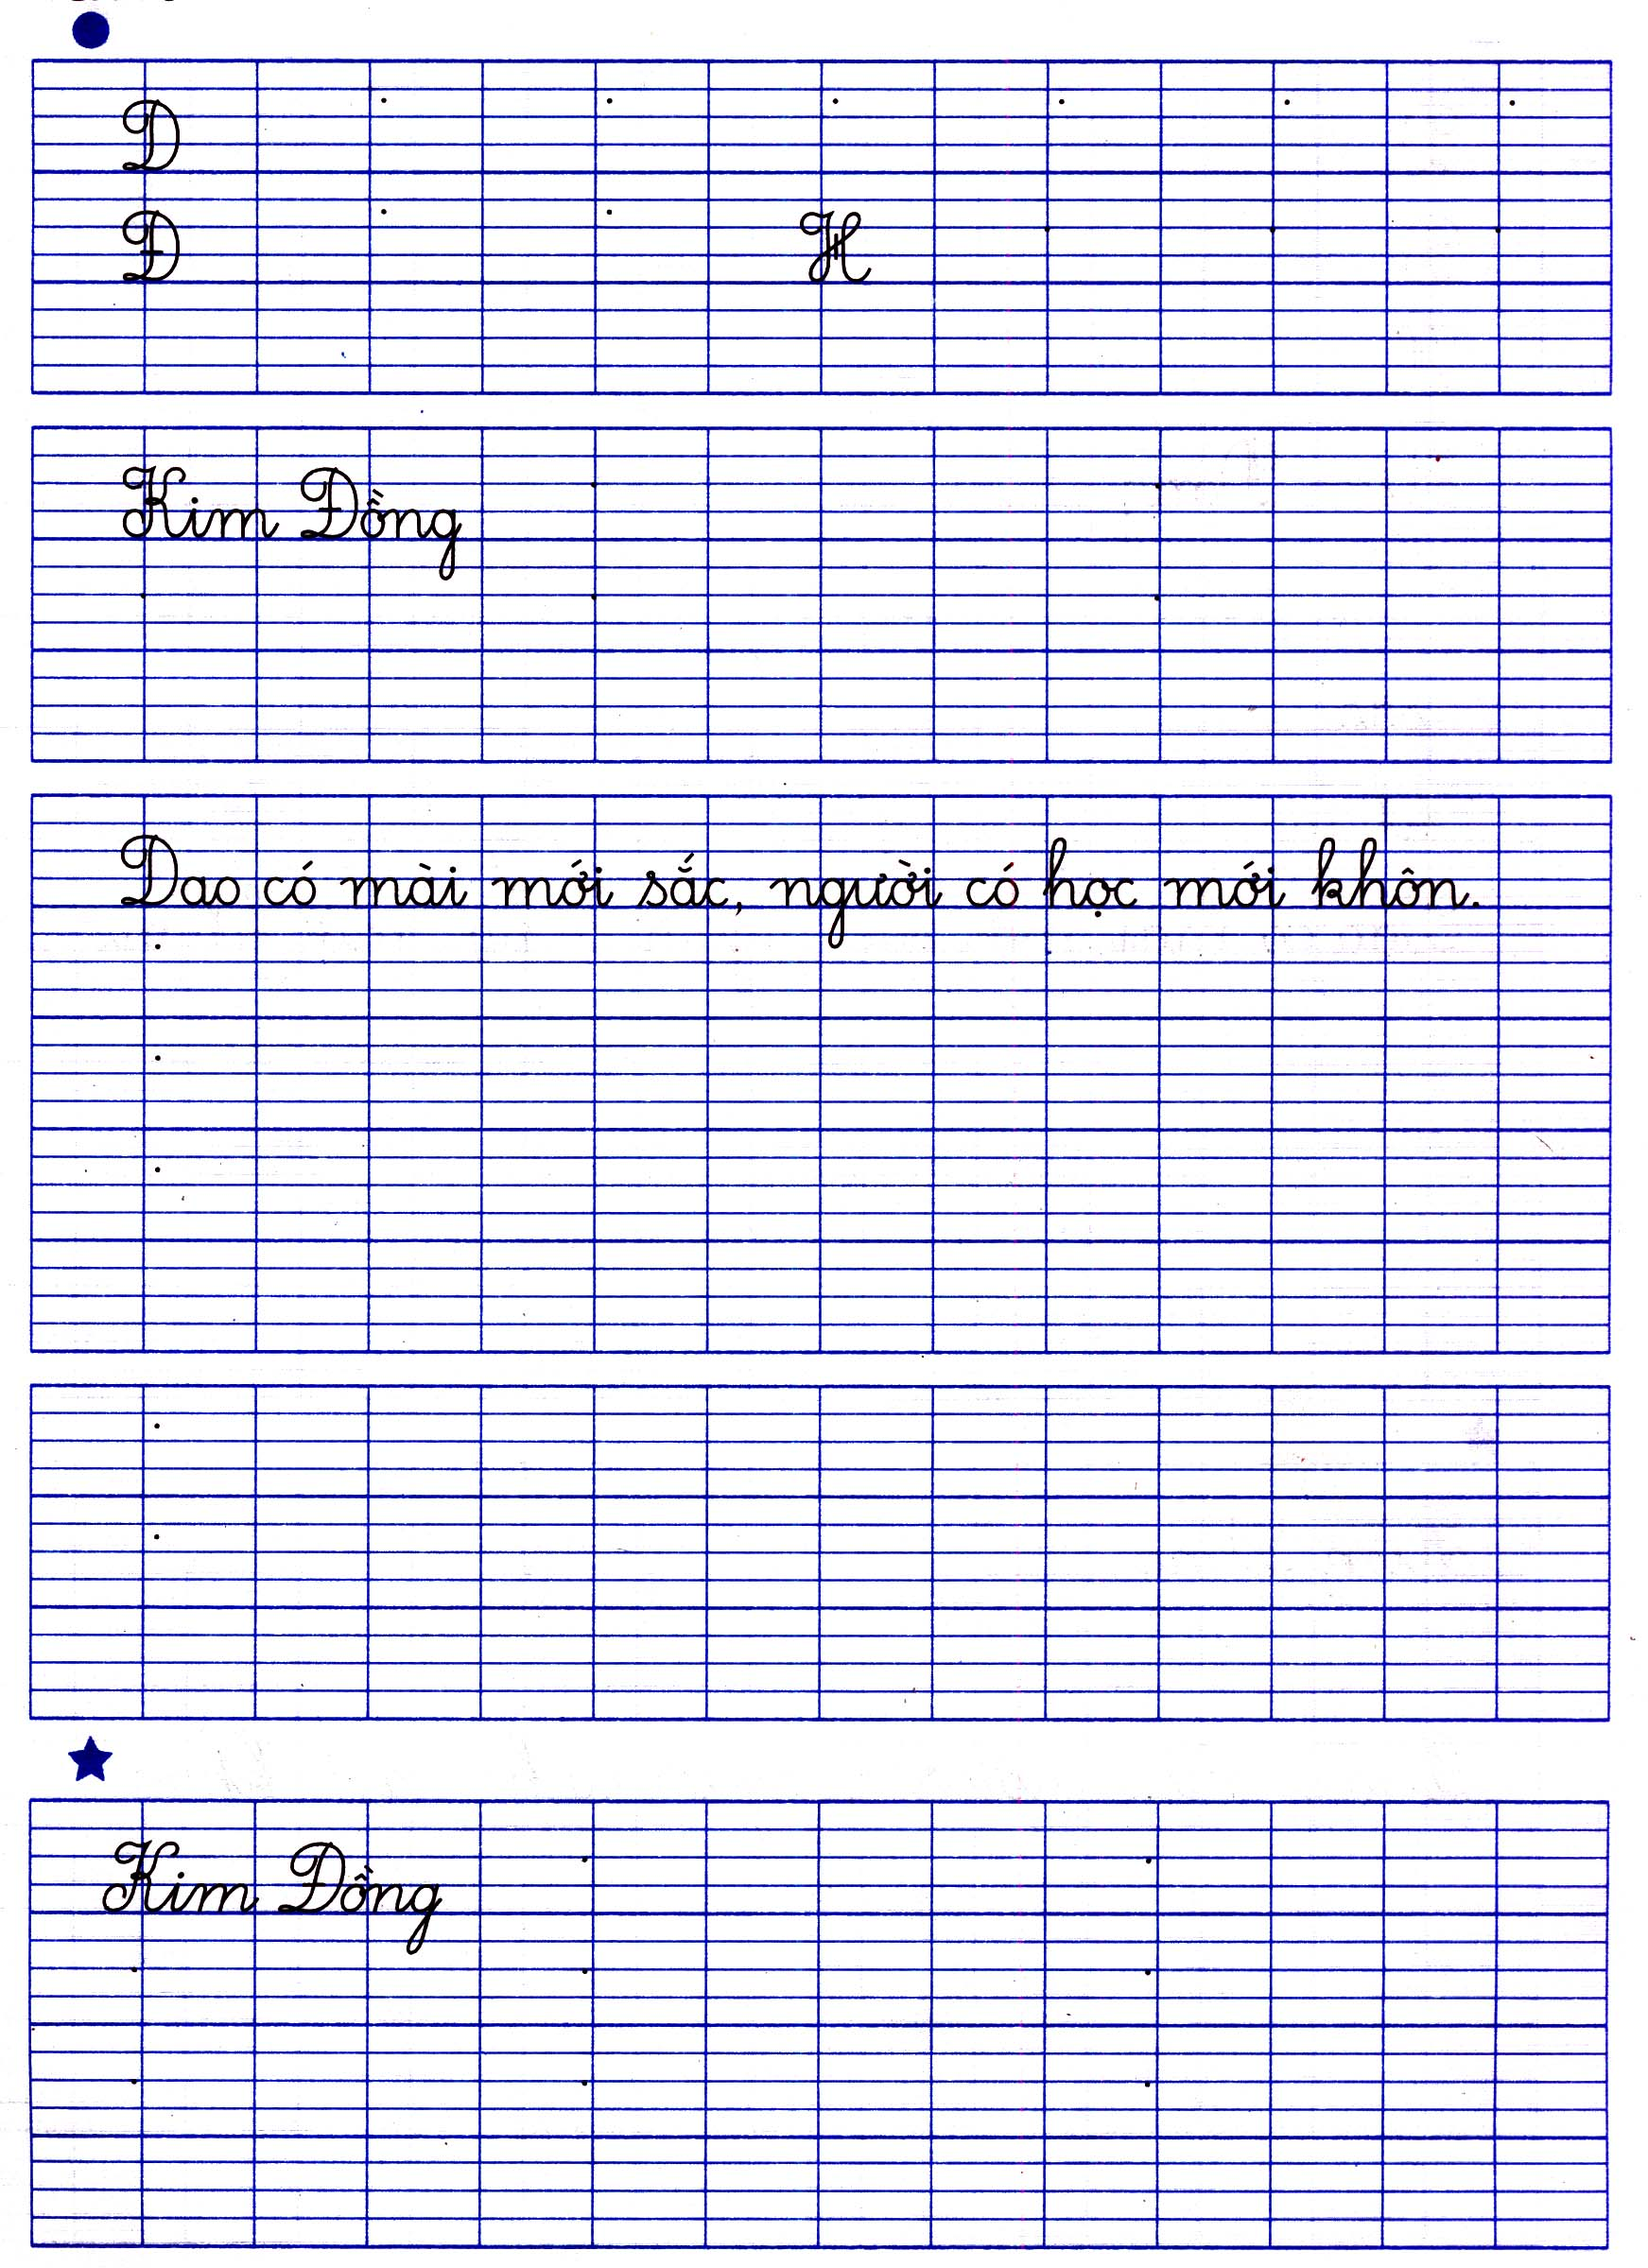 D
Đ H
Kim Đồng
Dao có mài mới sắc, người có học mới khôn.
Kim Đồng